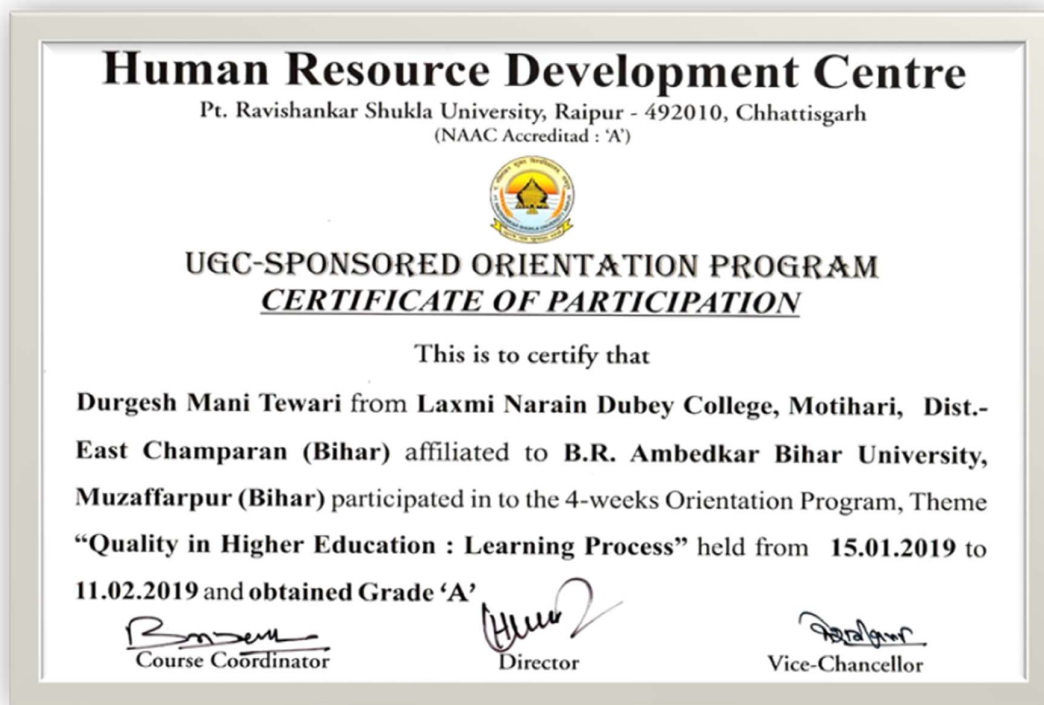 Human Resource Development Centre
Pt. Ravishankar Shukla University, Raipur - 492010, Chhattisgarh
(NAAC Accreditad : ‘A’)
UGC-SPONSORED ORIENTATION PROGRAM
CERTIFICATE OF PARTICIPATION
This is to certify that
Durgesh Mani Tewari from Laxmi Narain Dubey College, Motihari, Dist.-
East Champaran (Bihar) affiliated to B.R. Ambedkar Bihar University,
Muzaffarpur (Bihar) participated in to the 4-weeks Orientation Program, Theme
“Quality in Higher Education : Learning Process” held from 15.01.2019 to
11.02.2019 and obtained Grade ‘A’
Course Coordinator
Director
Vice-Chancellor